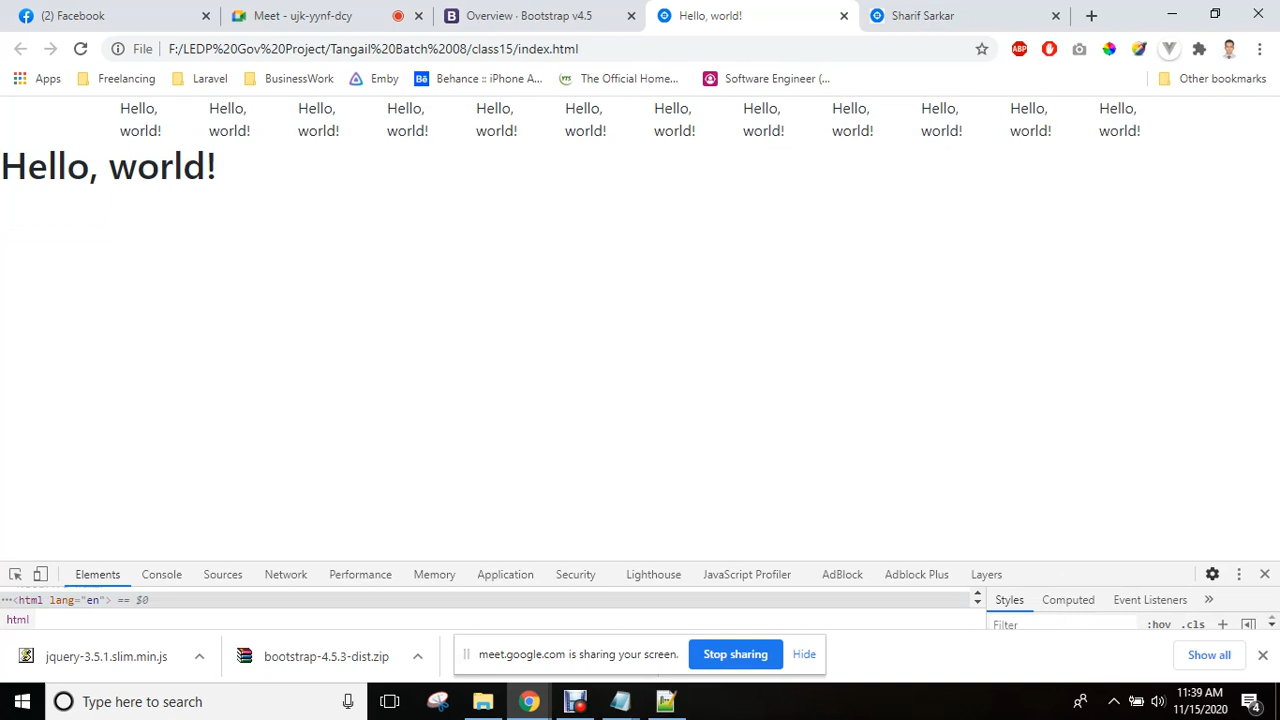 (2) Facebook
Meet - ujk-yynf-dcy
Overview · Bootstrap v4.5
Hello, world!
Sharif Sarkar
File
F:/LEDP%20Gov%20Project/Tangail%20Batch%2008/class15/index.html
ABP
Apps
Freelancing
Laravel
BusinessWork
Emby
Bē
Behance :: iPhone A...
The Official Home...
Software Engineer (...
Other bookmarks
Hello, Hello, Hello, Hello, Hello, Hello, Hello, Hello, Hello, Hello, Hello, Hello,
world! world! world! world! world! world! world! world! world! world! world! world!
Hello, world!
Elements Console Sources Network Performance Memory Application Security Lighthouse JavaScript Profiler AdBlock Adblock Plus Layers
⋯<html lang="en"> == $0
Styles Computed Event Listeners »
html
Filter :hov .cls +
jquery-3.5.1.slim.min.js
bootstrap-4.5.3-dist.zip
meet.google.com is sharing your screen.
Stop sharing
Hide
Show all
Type here to search
11:39 AM
11/15/2020
4